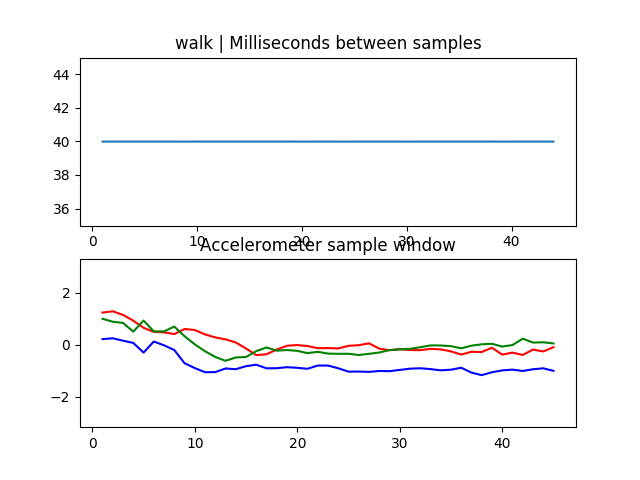 walk | Milliseconds between samples
44
42
40
38
36
0 10 20 30 40
Accelerometer sample window
2
0
−2
0 10 20 30 40